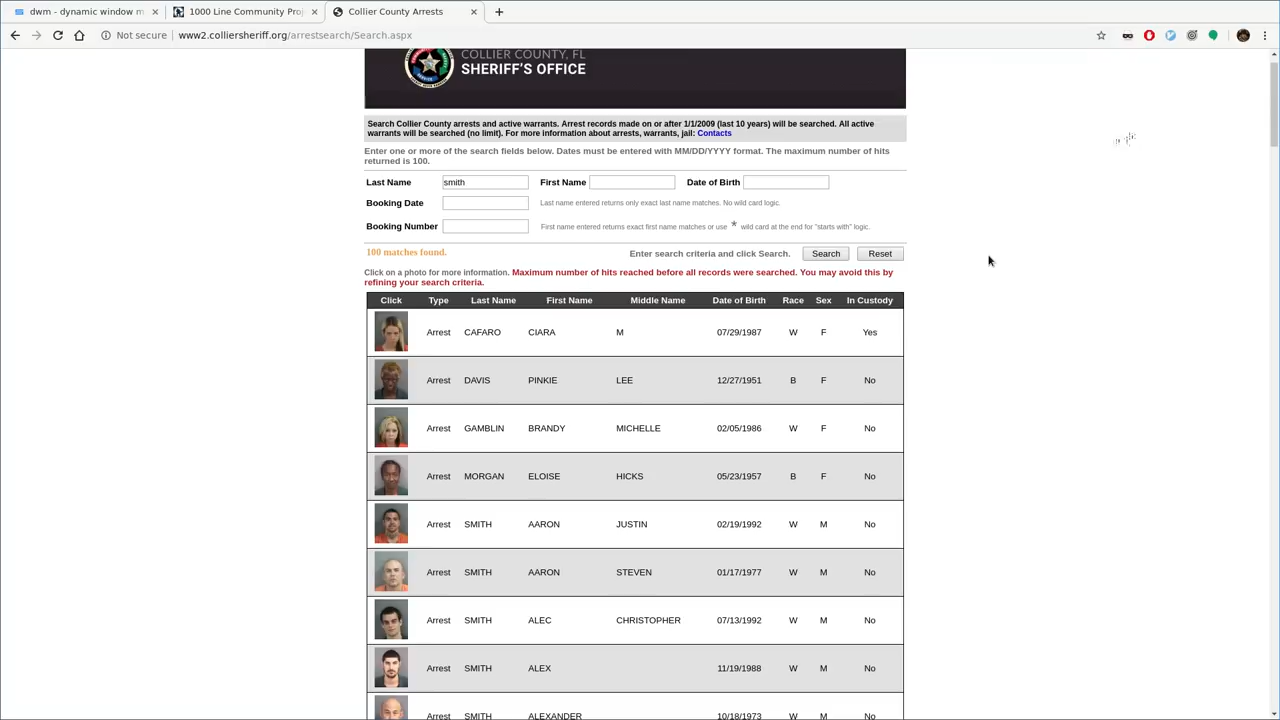 dwm - dynamic window m
1000 Line Community Proj
Collier County Arrests
Not secure www2.colliersheriff.org/arrestsearch/Search.aspx
COLLIER COUNTY, FL
SHERIFF'S OFFICE
Search Collier County arrests and active warrants. Arrest records made on or after 1/1/2009 (last 10 years) will be searched. All active
warrants will be searched (no limit). For more information about arrests, warrants, jail: Contacts
Enter one or more of the search fields below. Dates must be entered with MM/DD/YYYY format. The maximum number of hits
returned is 100.
Last Name smith First Name Date of Birth
Booking Date Last name entered returns only exact last name matches. No wild card logic.
Booking Number First name entered returns exact first name matches or use * wild card at the end for "starts with" logic.
100 matches found. Enter search criteria and click Search. Search Reset
Click on a photo for more information. Maximum number of hits reached before all records were searched. You may avoid this by
refining your search criteria.
Click Type Last Name First Name Middle Name Date of Birth Race Sex In Custody
Arrest CAFARO CIARA M 07/29/1987 W F Yes
Arrest DAVIS PINKIE LEE 12/27/1951 B F No
Arrest GAMBLIN BRANDY MICHELLE 02/05/1986 W F No
Arrest MORGAN ELOISE HICKS 05/23/1957 B F No
Arrest SMITH AARON JUSTIN 02/19/1992 W M No
Arrest SMITH AARON STEVEN 01/17/1977 W M No
Arrest SMITH ALEC CHRISTOPHER 07/13/1992 W M No
Arrest SMITH ALEX 11/19/1988 W M No
Arrest SMITH ALEXANDER 10/18/1973 W M No